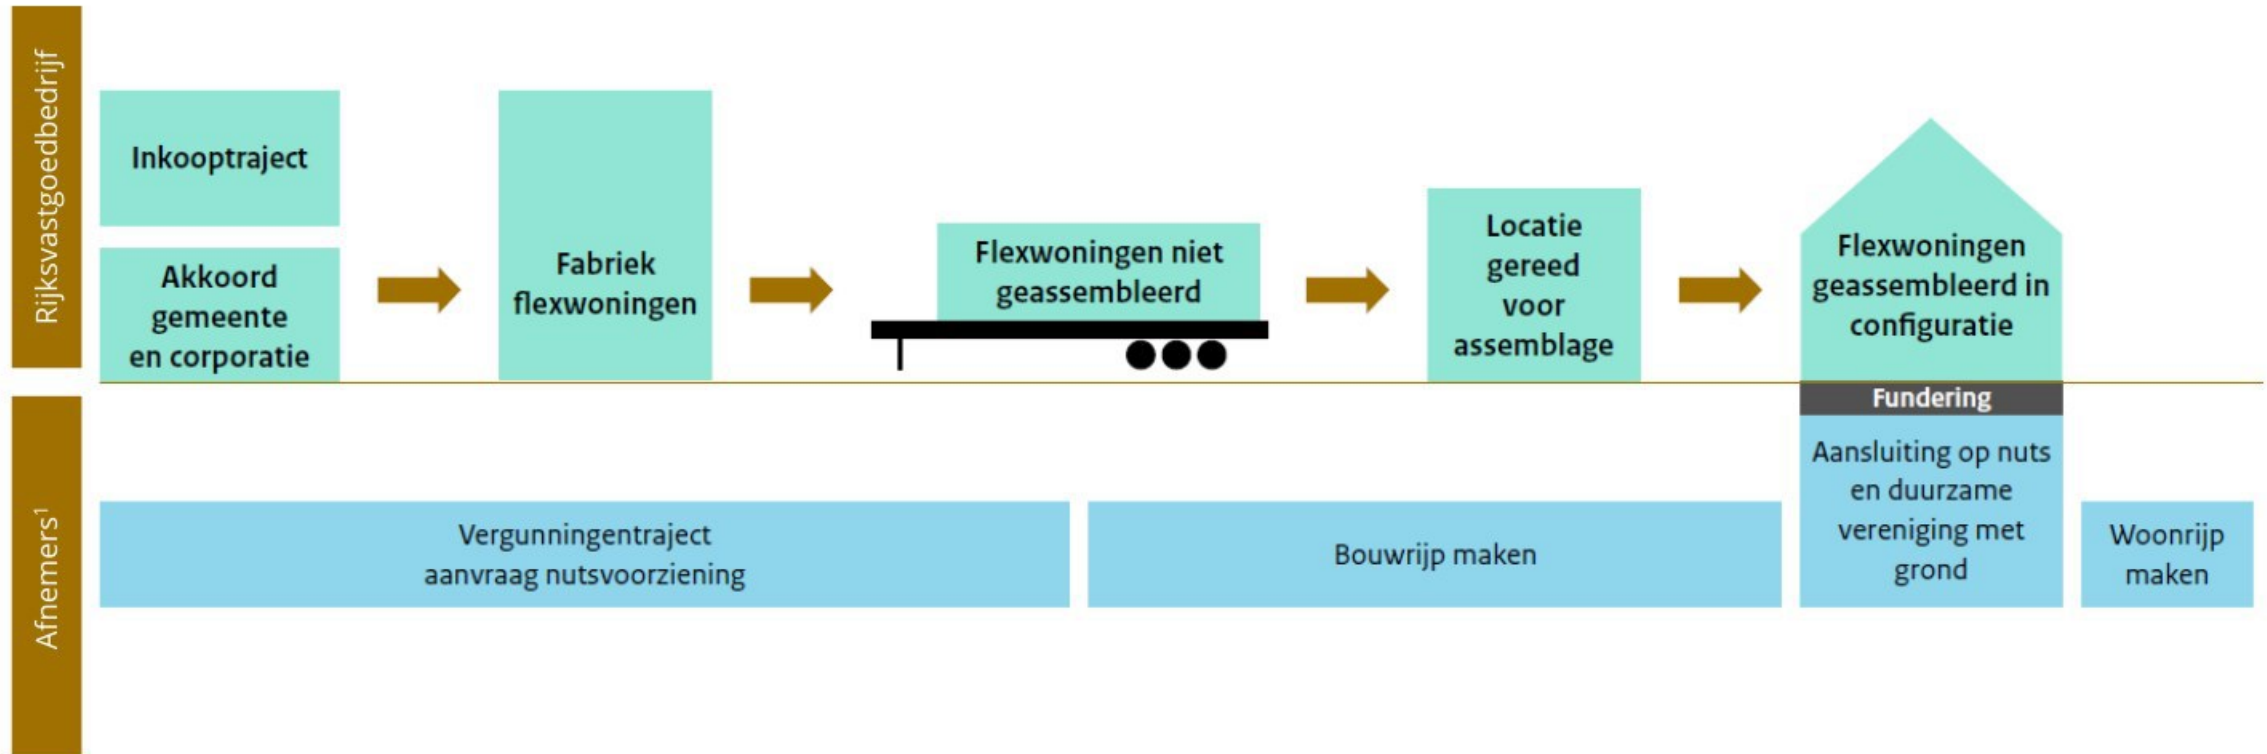 Rijksvastgoedbedrijf
Inkooptraject
Akkoord
gemeente
en corporatie
Fabriek
flexwoningen
Flexwoningen niet
geassembleerd
Locatie
gereed
voor
assemblage
Flexwoningen
geassembleerd in
configuratie
Fundering
Afnemers¹
Vergunningentraject
aanvraag nutsvoorziening
Bouwrijp maken
Aansluiting op nuts
en duurzame
vereniging met
grond
Woonrijp
maken